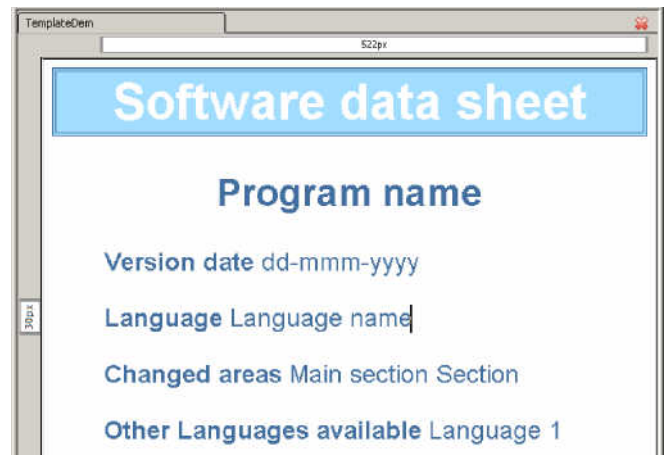 TemplateDem
522px
Software data sheet
Program name
Version date dd-mmm-yyyy
30px
Language Language name
Changed areas Main section Section
Other Languages available Language 1